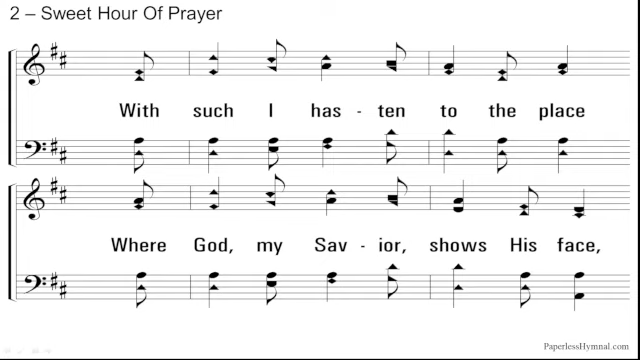 2 – Sweet Hour Of Prayer
With such I has - ten to the place
Where God, my Sav - ior, shows His face,
PaperlessHymnal.com